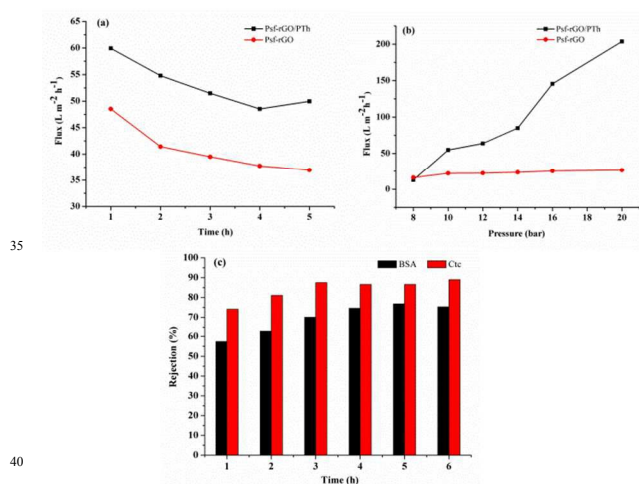 (a)
Psf-rGO/PTh
Psf-rGO
65
60
55
50
45
40
35
30
Flux (L m⁻² h⁻¹)
1 2 3 4 5
Time (h)
(b)
Psf-rGO/PTh
Psf-rGO
200
150
100
50
0
Flux (L m⁻² h⁻¹)
8 10 12 14 16 20
Pressure (bar)
35
(c)
BSA Ctc
100
90
80
70
60
50
40
30
20
10
0
Rejection (%)
1 2 3 4 5 6
Time (h)
40